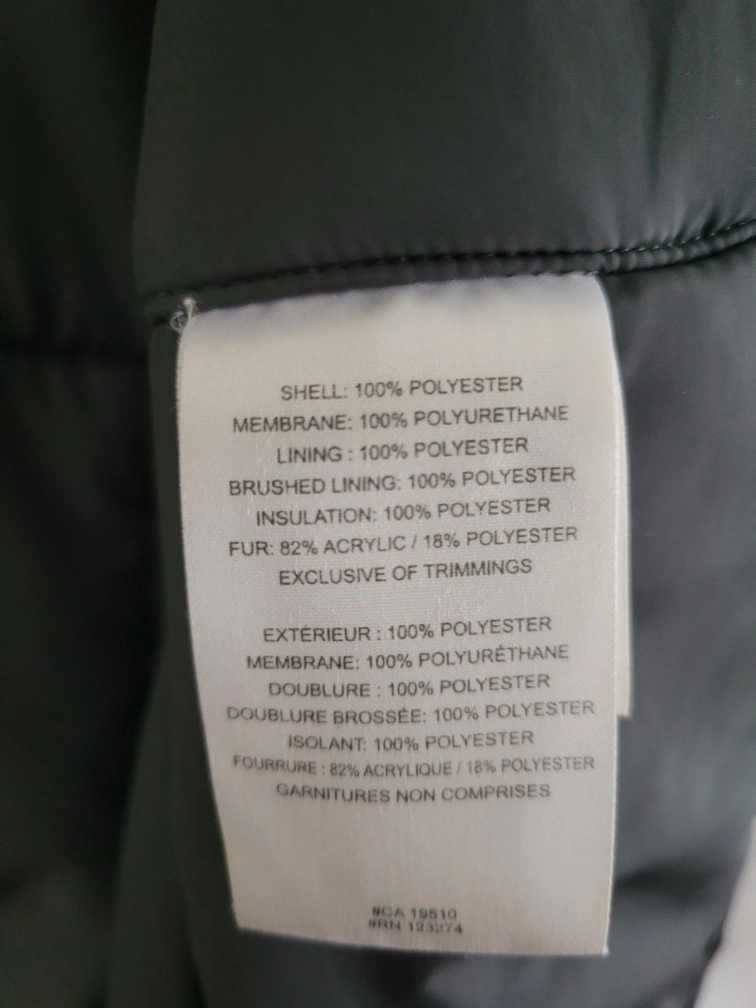 SHELL: 100% POLYESTER
MEMBRANE: 100% POLYURETHANE
LINING : 100% POLYESTER
BRUSHED LINING: 100% POLYESTER
INSULATION: 100% POLYESTER
FUR: 82% ACRYLIC / 18% POLYESTER
EXCLUSIVE OF TRIMMINGS
EXTÉRIEUR : 100% POLYESTER
MEMBRANE: 100% POLYURÉTHANE
DOUBLURE : 100% POLYESTER
DOUBLURE BROSSÉE: 100% POLYESTER
ISOLANT: 100% POLYESTER
FOURRURE : 82% ACRYLIQUE / 18% POLYESTER
GARNITURES NON COMPRISES
#CA 19510
#RN 123274